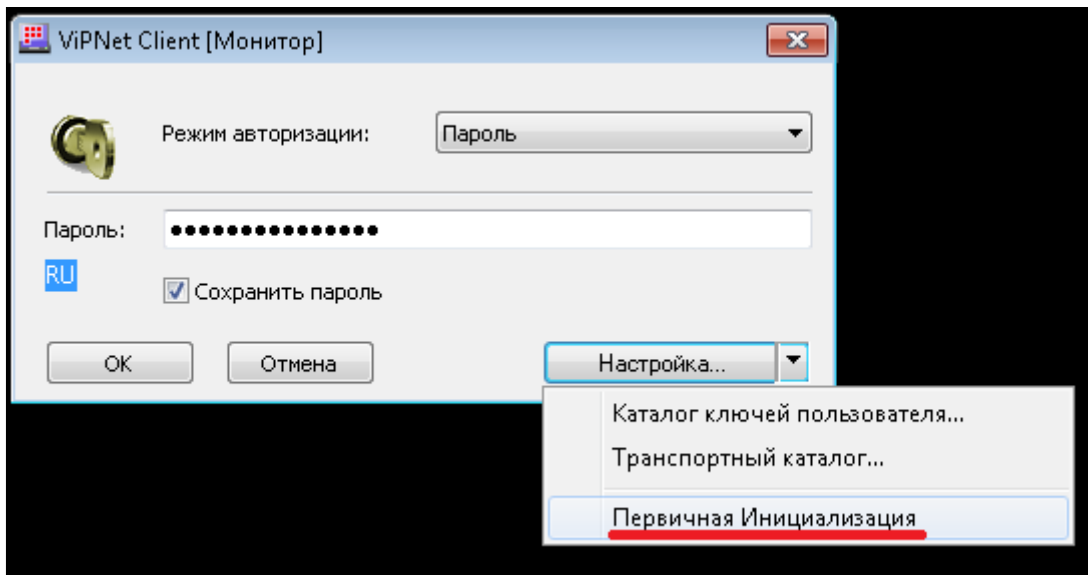 ViPNet Client [Монитор]
Режим авторизации: Пароль
Пароль: •••••••••••••••
RU
Сохранить пароль
ОК Отмена Настройка...
Каталог ключей пользователя...
Транспортный каталог...
Первичная Инициализация